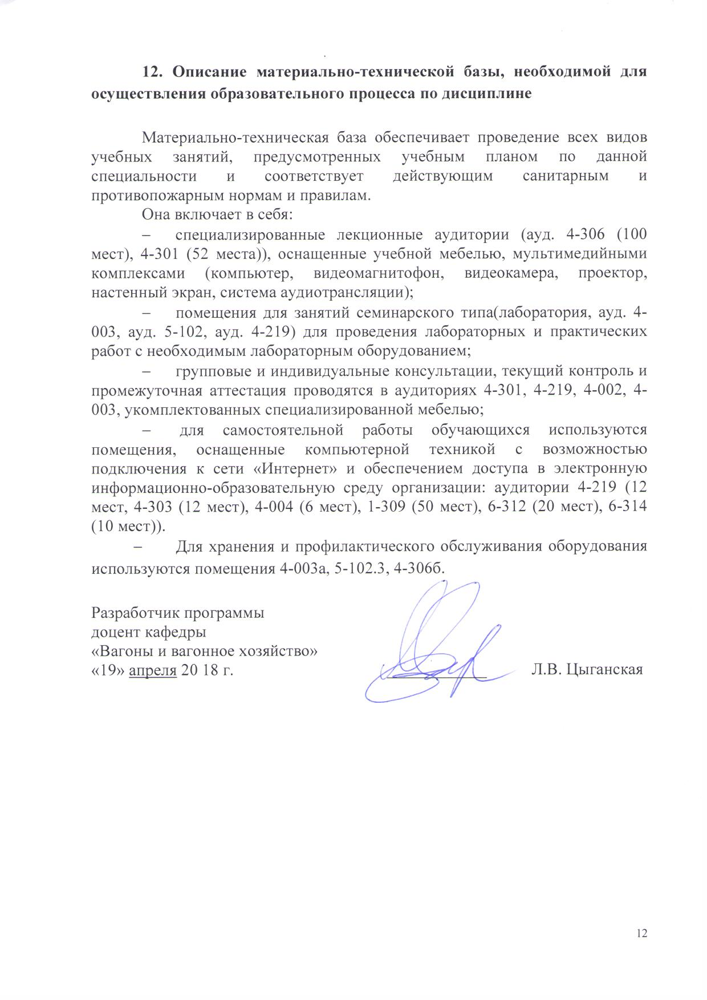 12. Описание материально-технической базы, необходимой для
осуществления образовательного процесса по дисциплине
Материально-техническая база обеспечивает проведение всех видов
учебных занятий, предусмотренных учебным планом по данной
специальности и соответствует действующим санитарным и
противопожарным нормам и правилам.
Она включает в себя:
– специализированные лекционные аудитории (ауд. 4-306 (100
мест), 4-301 (52 места)), оснащенные учебной мебелью, мультимедийными
комплексами (компьютер, видеомагнитофон, видеокамера, проектор,
настенный экран, система аудиотрансляции);
– помещения для занятий семинарского типа(лаборатория, ауд. 4-
003, ауд. 5-102, ауд. 4-219) для проведения лабораторных и практических
работ с необходимым лабораторным оборудованием;
– групповые и индивидуальные консультации, текущий контроль и
промежуточная аттестация проводятся в аудиториях 4-301, 4-219, 4-002, 4-
003, укомплектованных специализированной мебелью;
– для самостоятельной работы обучающихся используются
помещения, оснащенные компьютерной техникой с возможностью
подключения к сети «Интернет» и обеспечением доступа в электронную
информационно-образовательную среду организации: аудитории 4-219 (12
мест, 4-303 (12 мест), 4-004 (6 мест), 1-309 (50 мест), 6-312 (20 мест), 6-314
(10 мест)).
– Для хранения и профилактического обслуживания оборудования
используются помещения 4-003а, 5-102.3, 4-306б.
Разработчик программы
доцент кафедры
«Вагоны и вагонное хозяйство»
«19» апреля 20 18 г. Л.В. Цыганская
12